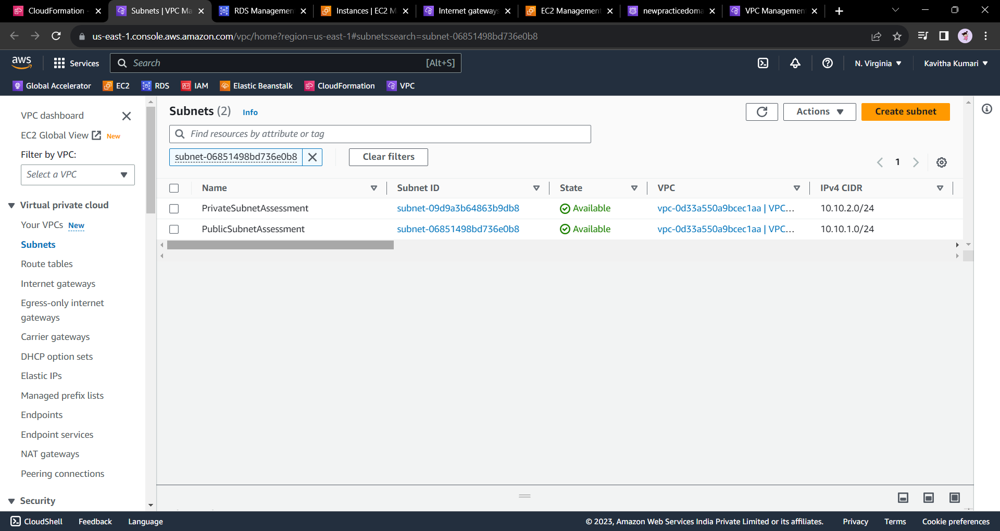 CloudFormation -
Subnets | VPC Ma
RDS Managemen
Instances | EC2 M
Internet gateways
EC2 Management
newpracticedoma
VPC Managemen
us-east-1.console.aws.amazon.com/vpc/home?region=us-east-1#subnets:search=subnet-06851498bd736e0b8
aws
Services
Search
[Alt+S]
N. Virginia
Kavitha Kumari
Global Accelerator
EC2
RDS
IAM
Elastic Beanstalk
CloudFormation
VPC
VPC dashboard
EC2 Global View New
Filter by VPC:
Select a VPC
Virtual private cloud
Your VPCs New
Subnets
Route tables
Internet gateways
Egress-only internet
gateways
Carrier gateways
DHCP option sets
Elastic IPs
Managed prefix lists
Endpoints
Endpoint services
NAT gateways
Peering connections
Security
Subnets (2) Info
Actions
Create subnet
Find resources by attribute or tag
subnet-06851498bd736e0b8
Clear filters
1
Name Subnet ID State VPC IPv4 CIDR
PrivateSubnetAssessment subnet-09d9a3b64863b9db8 Available vpc-0d33a550a9bcec1aa | VPC... 10.10.2.0/24
PublicSubnetAssessment subnet-06851498bd736e0b8 Available vpc-0d33a550a9bcec1aa | VPC... 10.10.1.0/24
CloudShell
Feedback
Language
© 2023, Amazon Web Services India Private Limited or its affiliates.
Privacy
Terms
Cookie preferences